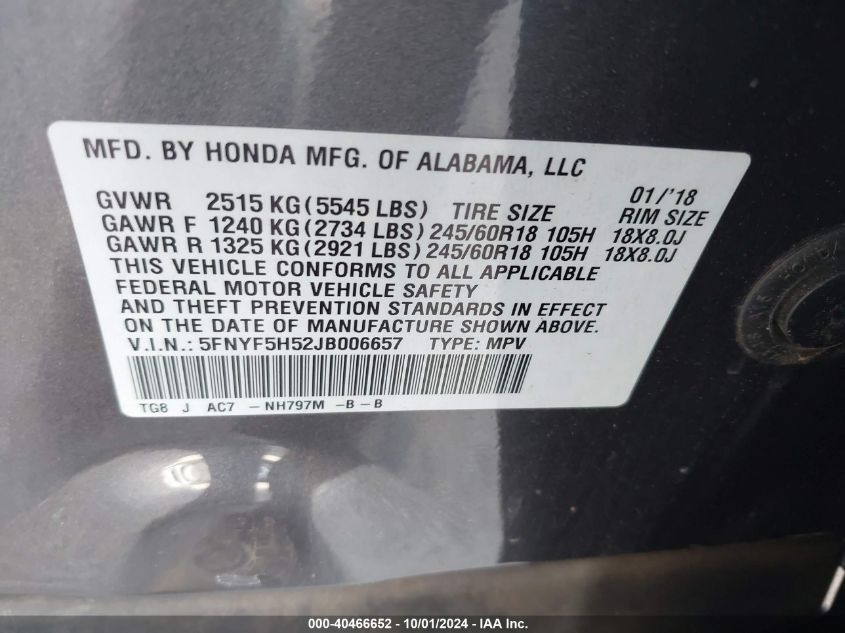 MFD. BY HONDA MFG. OF ALABAMA, LLC
01/'18
GVWR 2515 KG (5545 LBS) TIRE SIZE RIM SIZE
GAWR F 1240 KG (2734 LBS) 245/60R18 105H 18X8.0J
GAWR R 1325 KG (2921 LBS) 245/60R18 105H 18X8.0J
THIS VEHICLE CONFORMS TO ALL APPLICABLE
FEDERAL MOTOR VEHICLE SAFETY
AND THEFT PREVENTION STANDARDS IN EFFECT
ON THE DATE OF MANUFACTURE SHOWN ABOVE.
V.I.N.: 5FNYF5H52JB006657 TYPE: MPV
TG8 J AC7 -NH797M -B-B
000-40466652 - 10/01/2024 - IAA Inc.